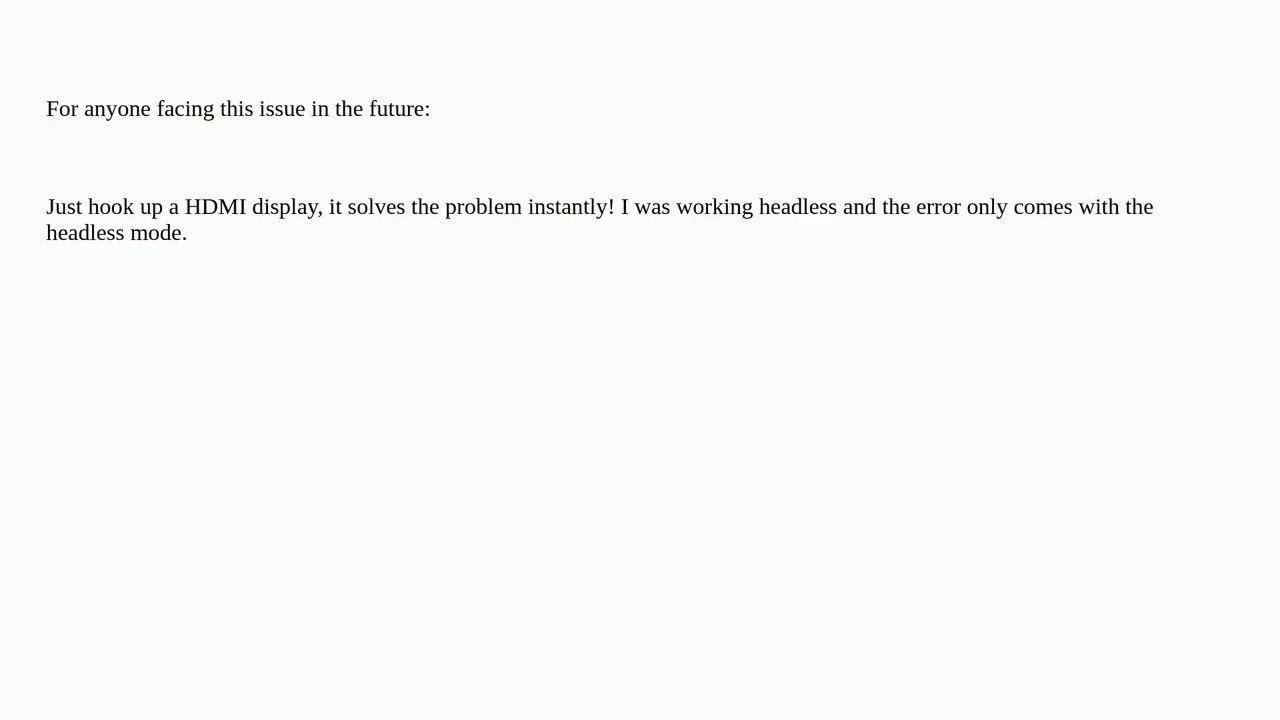 For anyone facing this issue in the future:
Just hook up a HDMI display, it solves the problem instantly! I was working headless and the error only comes with the
headless mode.